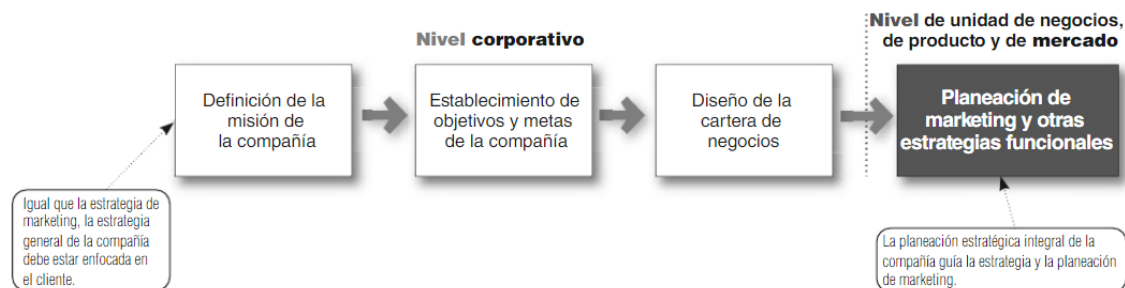 Nivel corporativo
Nivel de unidad de negocios,
de producto y de mercado
Definición de la
misión de
la compañía
Establecimiento de
objetivos y metas
de la compañía
Diseño de la
cartera de
negocios
Planeación de
marketing y otras
estrategias funcionales
Igual que la estrategia de
marketing, la estrategia
general de la compañía
debe estar enfocada en
el cliente.
La planeación estratégica integral de la
compañía guía la estrategia y la planeación
de marketing.